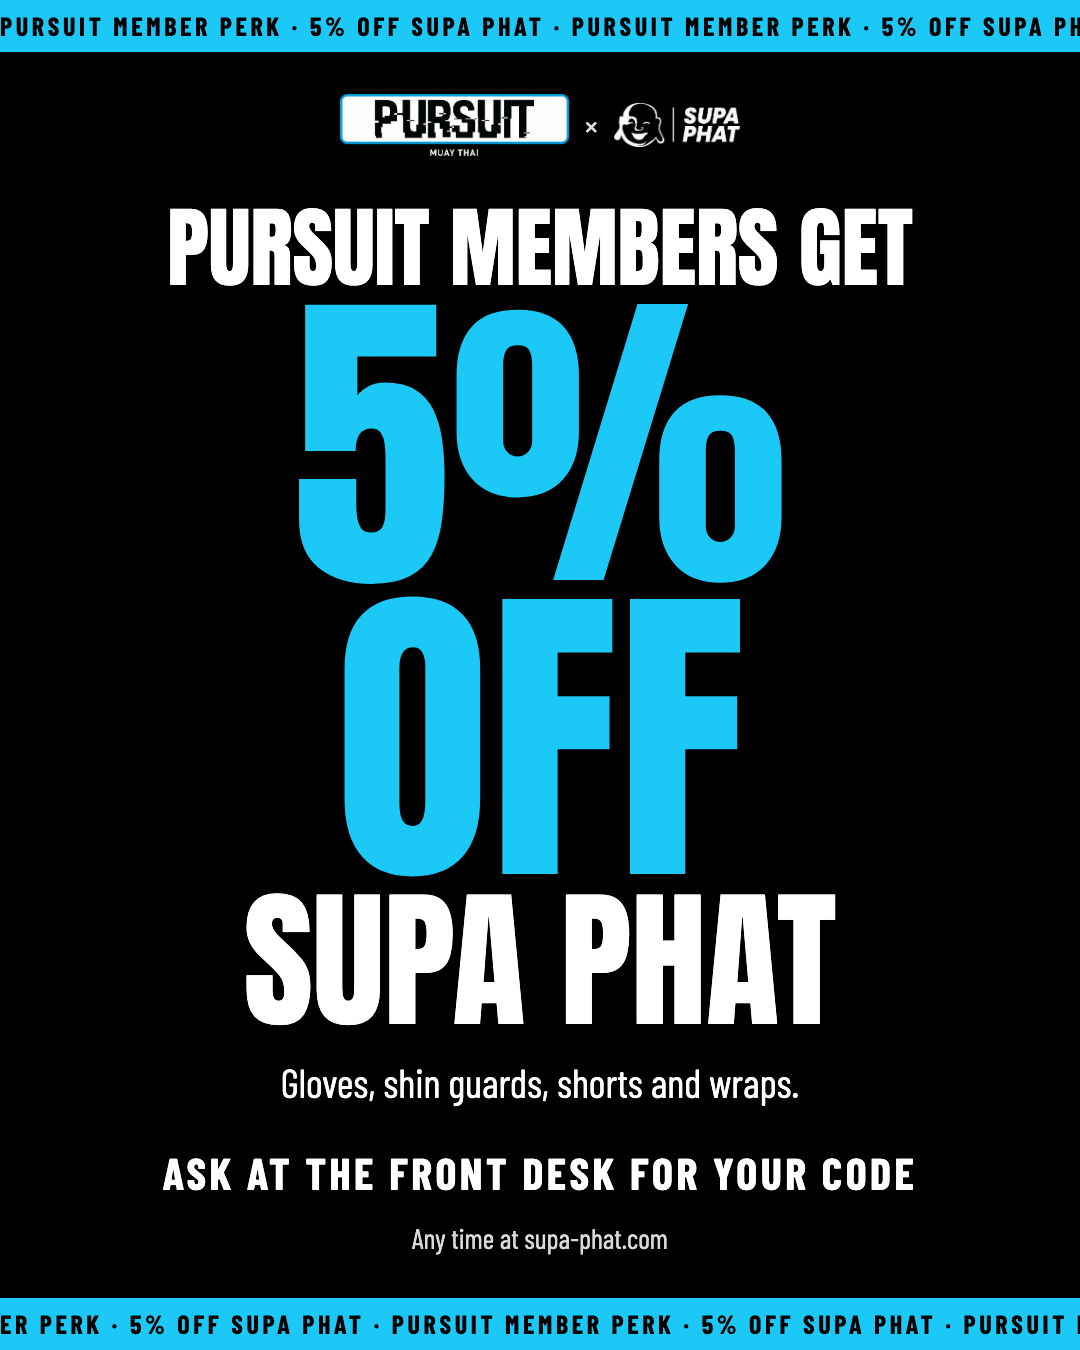 PURSUIT MEMBER PERK · 5% OFF SUPA PHAT · PURSUIT MEMBER PERK · 5% OFF SUPA PH
PURSUIT
MUAY THAI
×
SUPA
PHAT
PURSUIT MEMBERS GET
5%
OFF
SUPA PHAT
Gloves, shin guards, shorts and wraps.
ASK AT THE FRONT DESK FOR YOUR CODE
Any time at supa-phat.com
ER PERK · 5% OFF SUPA PHAT · PURSUIT MEMBER PERK · 5% OFF SUPA PHAT · PURSUIT